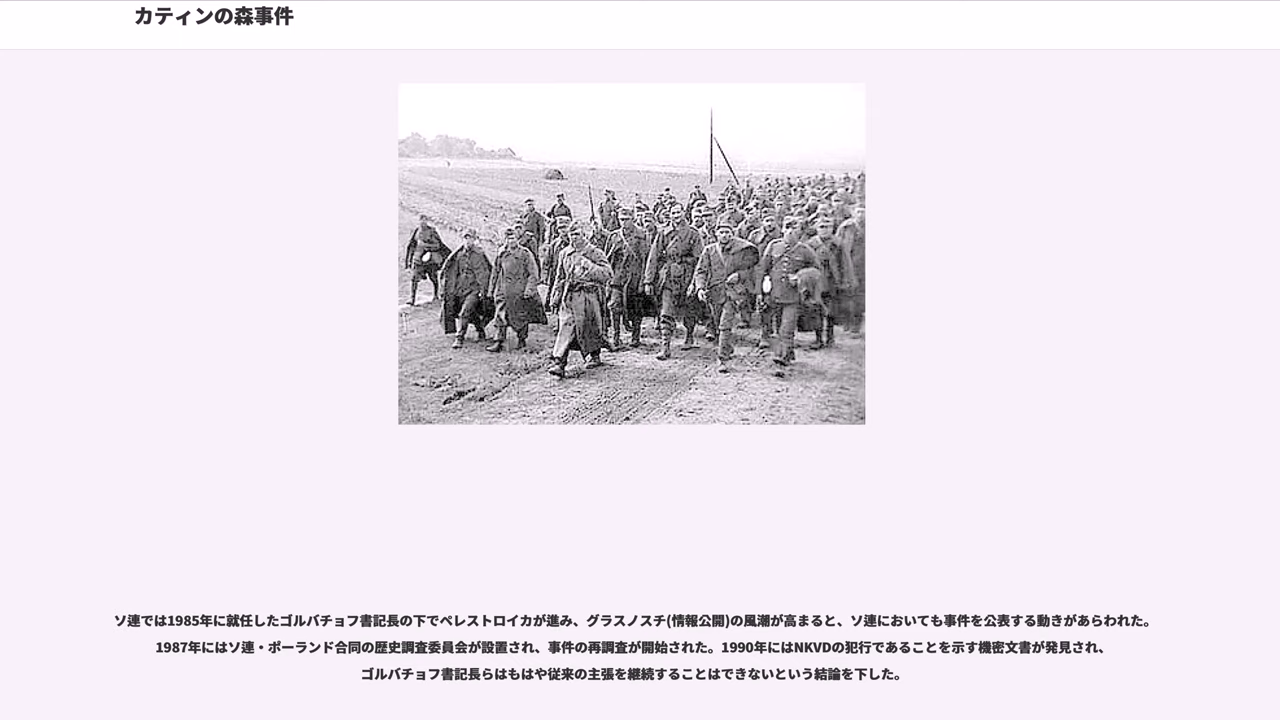 カティンの森事件
ソ連では1985年に就任したゴルバチョフ書記長の下でペレストロイカが進み、グラスノスチ(情報公開)の風潮が高まると、ソ連においても事件を公表する動きがあらわれた。
1987年にはソ連・ポーランド合同の歴史調査委員会が設置され、事件の再調査が開始された。1990年にはNKVDの犯行であることを示す機密文書が発見され、
ゴルバチョフ書記長らはもはや従来の主張を継続することはできないという結論を下した。